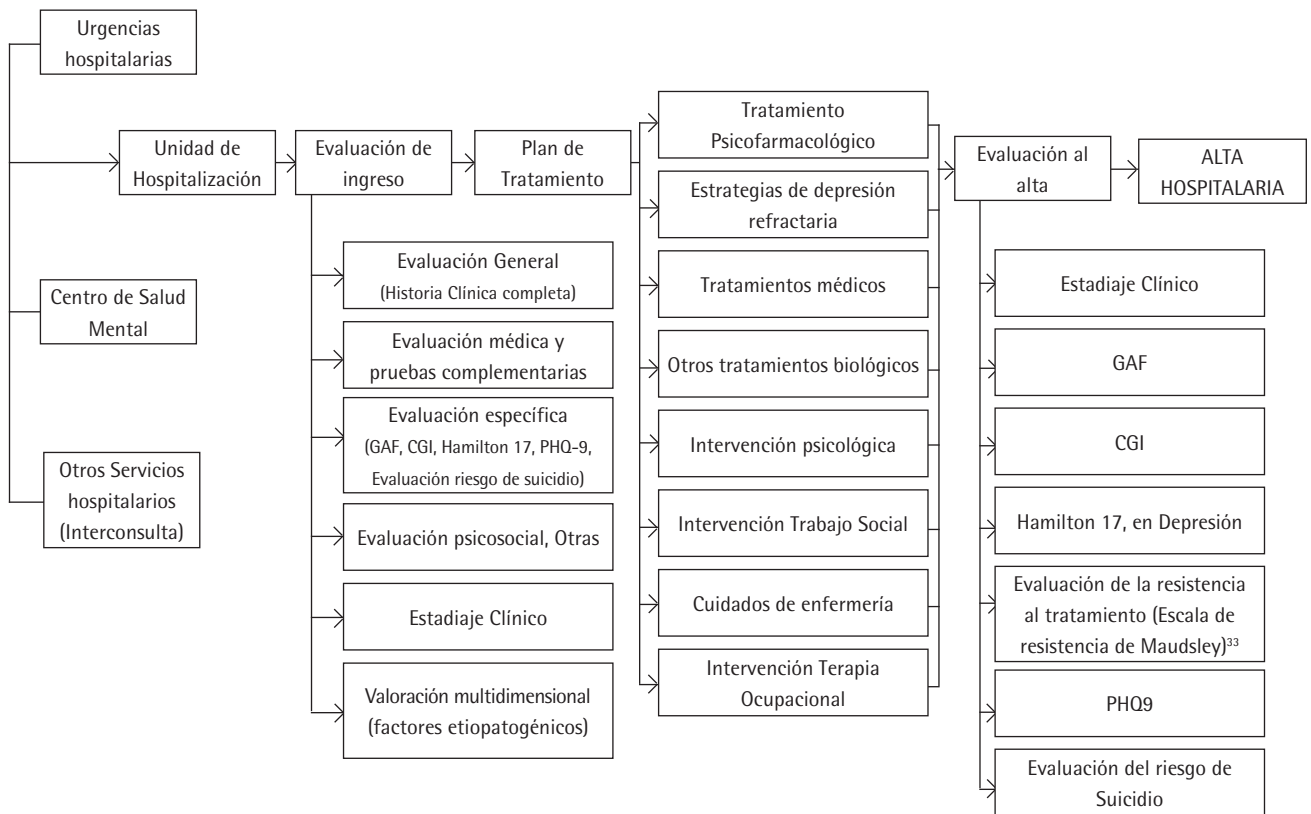 Urgencias
hospitalarias
Unidad de
Hospitalización
Centro de Salud
Mental
Otros Servicios
hospitalarios
(Interconsulta)
Evaluación de
ingreso
Evaluación General
(Historia Clínica completa)
Evaluación médica y
pruebas complementarias
Evaluación específica
(GAF, CGI, Hamilton 17, PHQ-9,
Evaluación riesgo de suicidio)
Evaluación psicosocial, Otras
Estadiaje Clínico
Valoración multidimensional
(factores etiopatogénicos)
Plan de
Tratamiento
Tratamiento
Psicofarmacológico
Estrategias de depresión
refractaria
Tratamientos médicos
Otros tratamientos biológicos
Intervención psicológica
Intervención Trabajo Social
Cuidados de enfermería
Intervención Terapia
Ocupacional
Evaluación al
alta
Estadiaje Clínico
GAF
CGI
Hamilton 17, en Depresión
Evaluación de la resistencia
al tratamiento (Escala de
resistencia de Maudsley)³³
PHQ9
Evaluación del riesgo de
Suicidio
ALTA
HOSPITALARIA